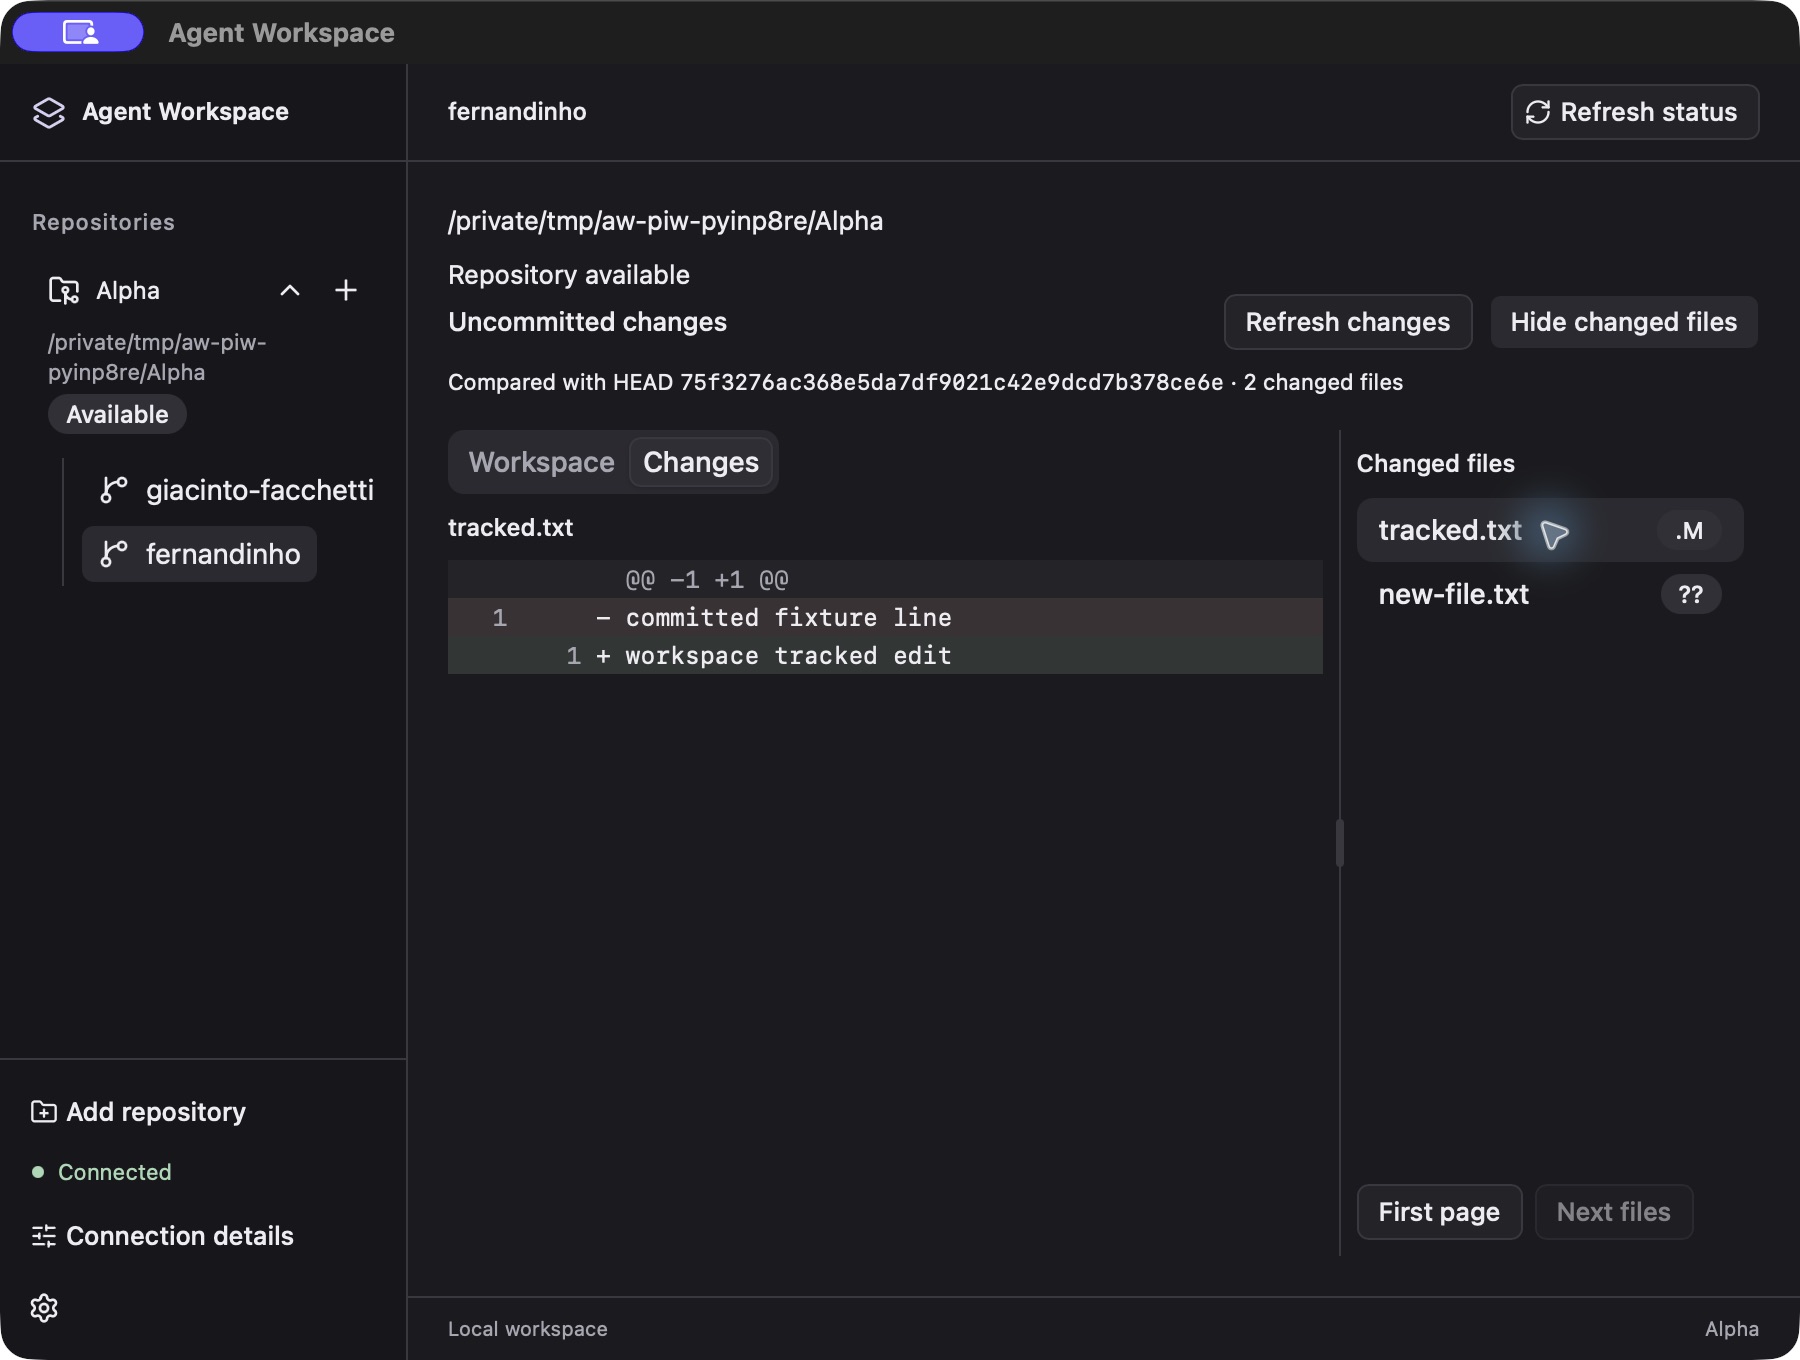 Agent Workspace
Agent Workspace
fernandinho
Refresh status
Repositories
Alpha
/private/tmp/aw-piw-
pyinp8re/Alpha
Available
giacinto-facchetti
fernandinho
/private/tmp/aw-piw-pyinp8re/Alpha
Repository available
Uncommitted changes
Refresh changes
Hide changed files
Compared with HEAD 75f3276ac368e5da7df9021c42e9dcd7b378ce6e · 2 changed files
Workspace
Changes
tracked.txt
@@ −1 +1 @@
1 − committed fixture line
1 + workspace tracked edit
Changed files
tracked.txt .M
new-file.txt ??
First page
Next files
Add repository
Connected
Connection details
Local workspace
Alpha